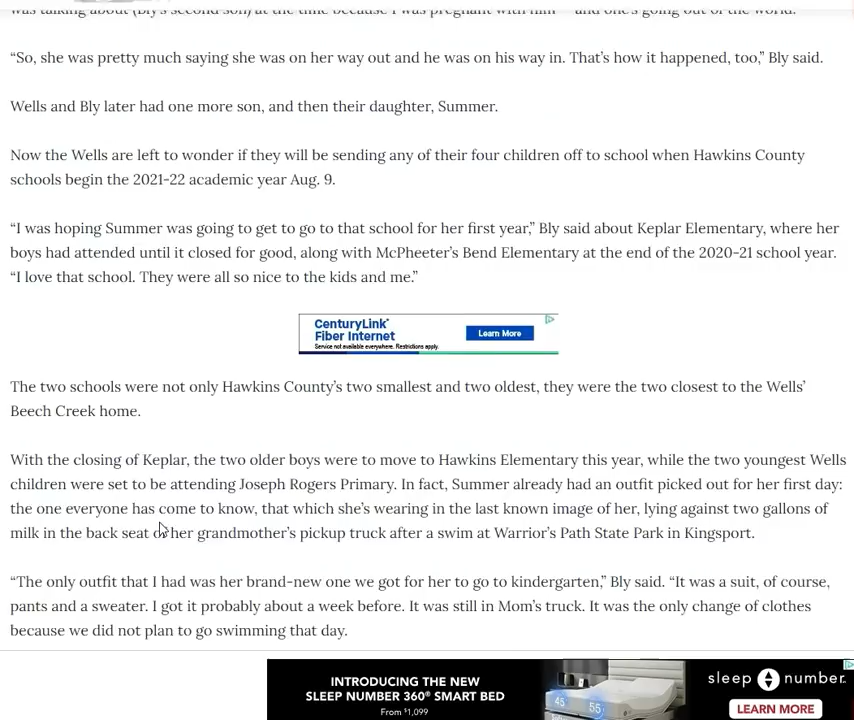 was talking about (Bly's second son) at the time because I was pregnant with him — and one's going out of the world.
“So, she was pretty much saying she was on her way out and he was on his way in. That’s how it happened, too,” Bly said.
Wells and Bly later had one more son, and then their daughter, Summer.
Now the Wells are left to wonder if they will be sending any of their four children off to school when Hawkins County
schools begin the 2021-22 academic year Aug. 9.
“I was hoping Summer was going to get to go to that school for her first year,” Bly said about Keplar Elementary, where her
boys had attended until it closed for good, along with McPheeter’s Bend Elementary at the end of the 2020-21 school year.
“I love that school. They were all so nice to the kids and me.”
CenturyLink®
Fiber Internet
Service not available everywhere. Restrictions apply.
Learn More
The two schools were not only Hawkins County’s two smallest and two oldest, they were the two closest to the Wells’
Beech Creek home.
With the closing of Keplar, the two older boys were to move to Hawkins Elementary this year, while the two youngest Wells
children were set to be attending Joseph Rogers Primary. In fact, Summer already had an outfit picked out for her first day:
the one everyone has come to know, that which she’s wearing in the last known image of her, lying against two gallons of
milk in the back seat of her grandmother’s pickup truck after a swim at Warrior’s Path State Park in Kingsport.
“The only outfit that I had was her brand-new one we got for her to go to kindergarten,” Bly said. “It was a suit, of course,
pants and a sweater. I got it probably about a week before. It was still in Mom’s truck. It was the only change of clothes
because we did not plan to go swimming that day.
INTRODUCING THE NEW
SLEEP NUMBER 360® SMART BED
From $1,099
45
55
sleep number.
LEARN MORE